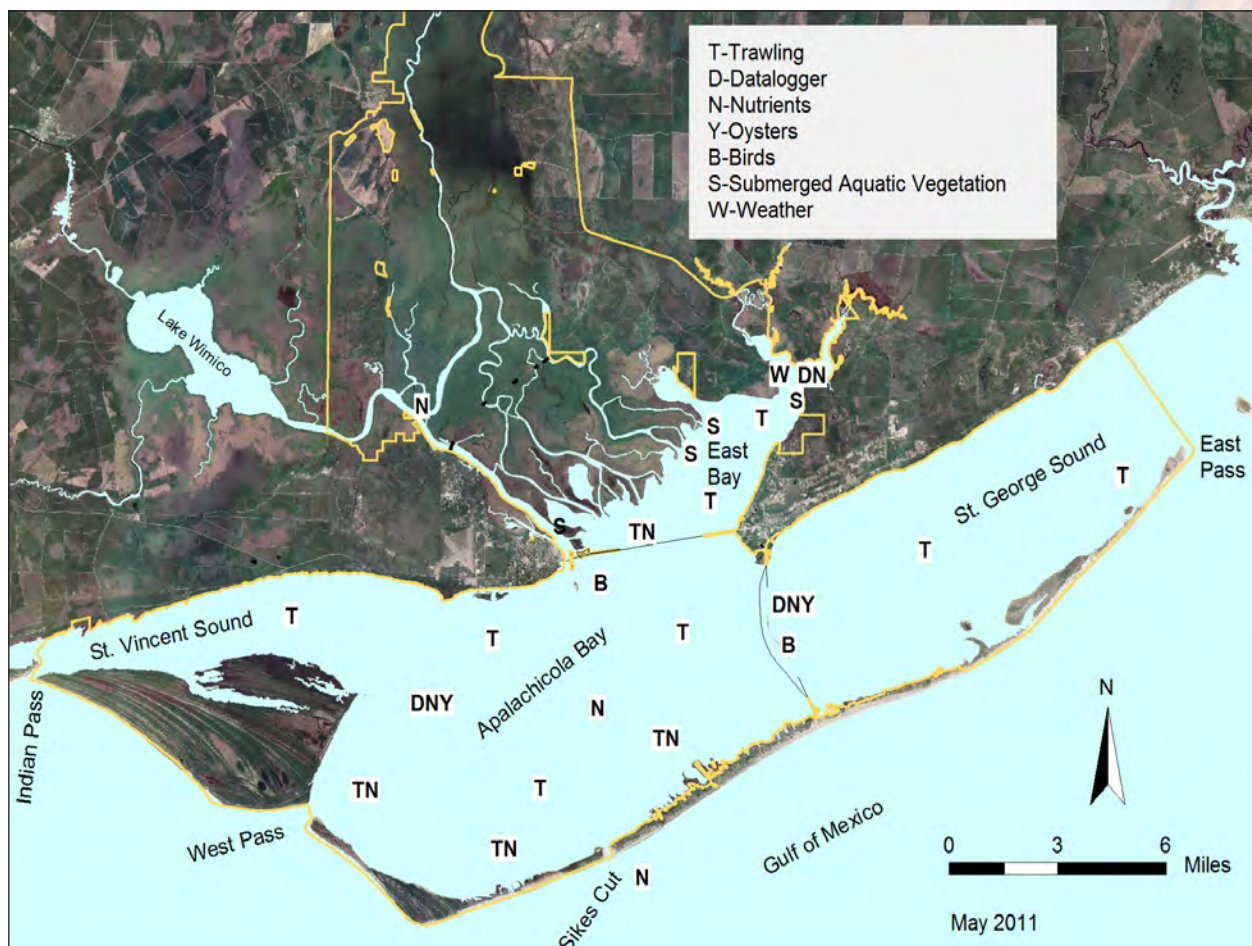 T-Trawling
D-Datalogger
N-Nutrients
Y-Oysters
B-Birds
S-Submerged Aquatic Vegetation
W-Weather
Lake Wimico
W
DN
N
S
T
S
S
East
Bay
East
Pass
T
St. George Sound
T
S
TN
T
B
DNY
T
St. Vincent Sound
T
T
B
Apalachicola Bay
DNY
N
N
TN
Indian Pass
TN
T
West Pass
Gulf of Mexico
TN
Sikes Cut
N
0 3 6
Miles
May 2011